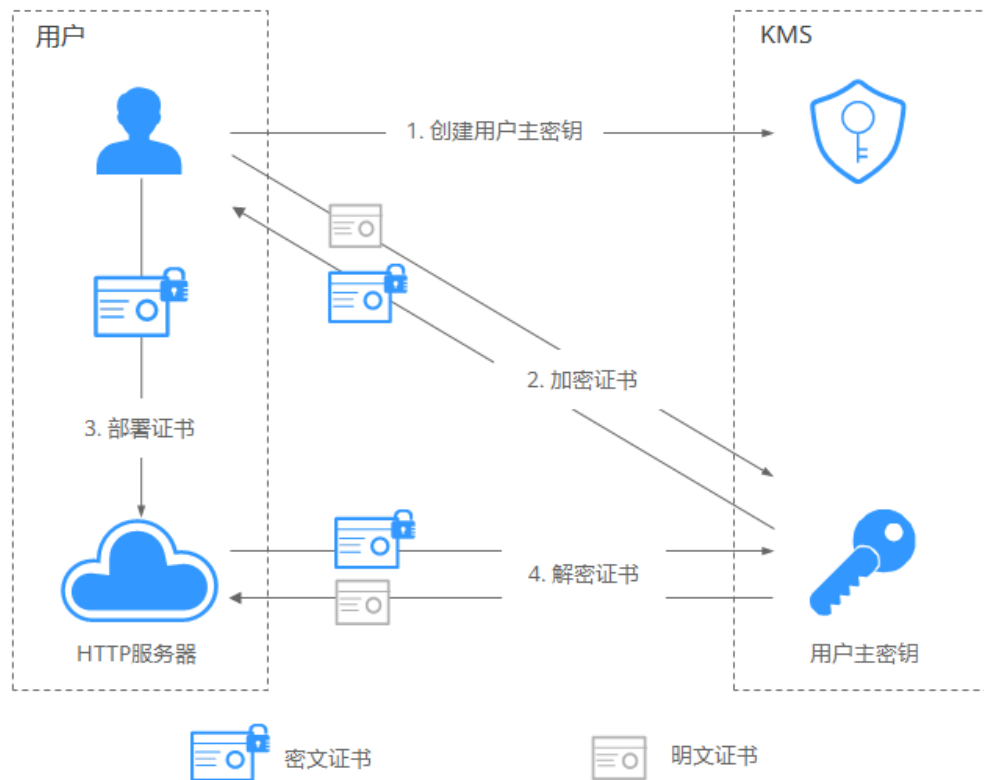 用户
KMS
1. 创建用户主密钥
2. 加密证书
3. 部署证书
4. 解密证书
HTTP服务器
用户主密钥
密文证书
明文证书